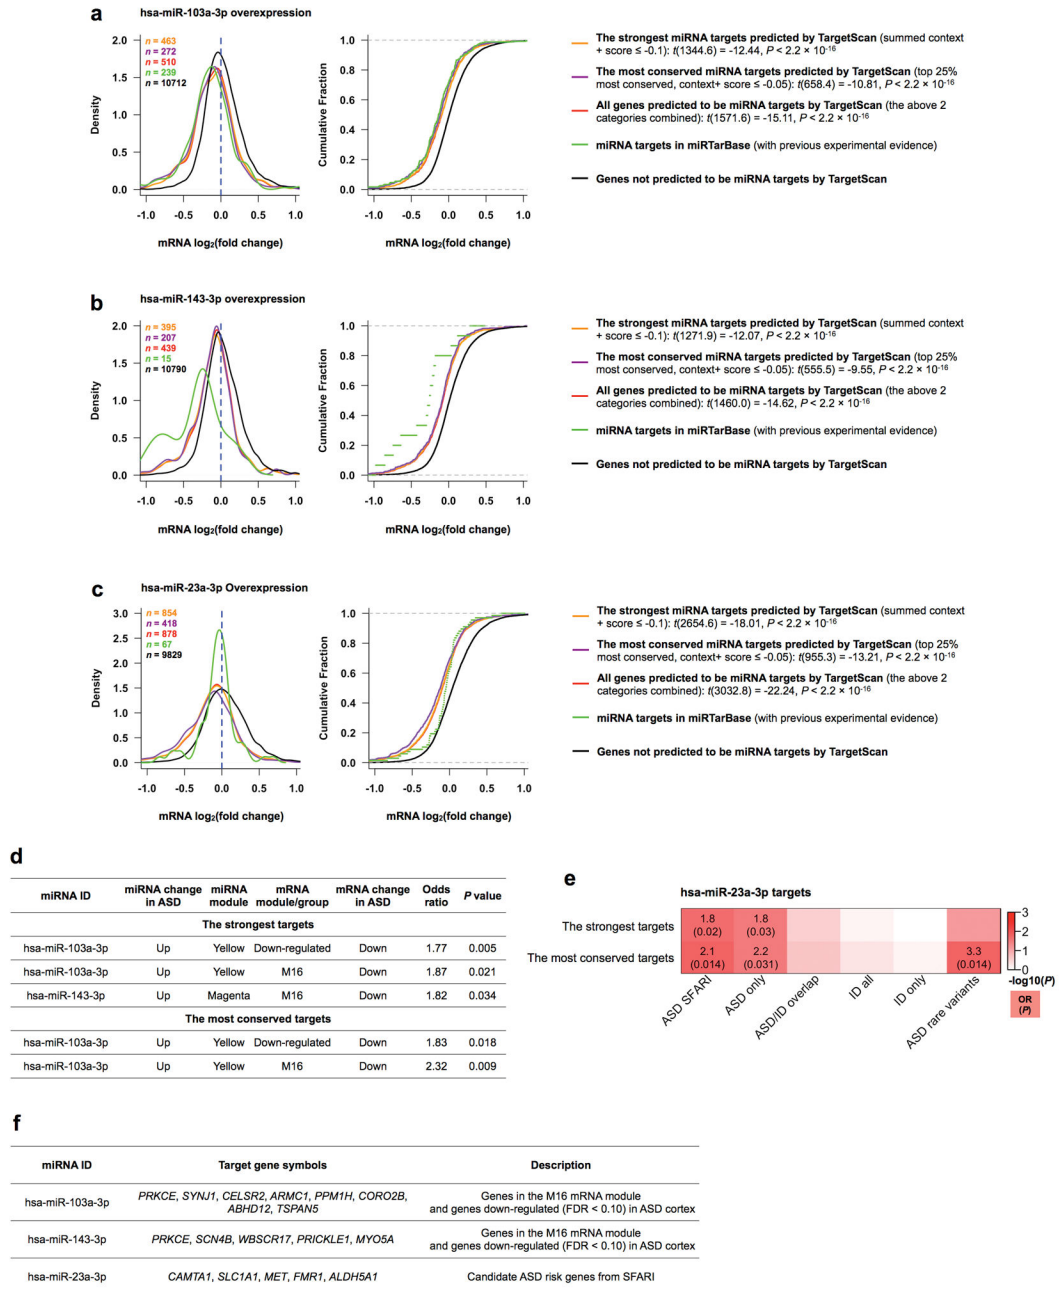 a
hsa-miR-103a-3p overexpression
n = 463
n = 272
n = 510
n = 239
n = 10712
Density
2.0
1.5
1.0
0.5
0.0
-1.0 -0.5 0.0 0.5 1.0
mRNA log2(fold change)
Cumulative Fraction
1.0
0.8
0.6
0.4
0.2
0.0
-1.0 -0.5 0.0 0.5 1.0
mRNA log2(fold change)
The strongest miRNA targets predicted by TargetScan (summed context
+ score ≤ -0.1): t(1344.6) = -12.44, P < 2.2 × 10-16
The most conserved miRNA targets predicted by TargetScan (top 25%
most conserved, context+ score ≤ -0.05): t(658.4) = -10.81, P < 2.2 × 10-16
All genes predicted to be miRNA targets by TargetScan (the above 2
categories combined): t(1571.6) = -15.11, P < 2.2 × 10-16
miRNA targets in miRTarBase (with previous experimental evidence)
Genes not predicted to be miRNA targets by TargetScan
b
hsa-miR-143-3p overexpression
n = 395
n = 207
n = 439
n = 15
n = 10790
Density
2.0
1.5
1.0
0.5
0.0
-1.0 -0.5 0.0 0.5 1.0
mRNA log2(fold change)
Cumulative Fraction
1.0
0.8
0.6
0.4
0.2
0.0
-1.0 -0.5 0.0 0.5 1.0
mRNA log2(fold change)
The strongest miRNA targets predicted by TargetScan (summed context
+ score ≤ -0.1): t(1271.9) = -12.07, P < 2.2 × 10-16
The most conserved miRNA targets predicted by TargetScan (top 25%
most conserved, context+ score ≤ -0.05): t(555.5) = -9.55, P < 2.2 × 10-16
All genes predicted to be miRNA targets by TargetScan (the above 2
categories combined): t(1460.0) = -14.62, P < 2.2 × 10-16
miRNA targets in miRTarBase (with previous experimental evidence)
Genes not predicted to be miRNA targets by TargetScan
c
hsa-miR-23a-3p Overexpression
n = 854
n = 418
n = 878
n = 67
n = 9829
Density
3.0
2.5
2.0
1.5
1.0
0.5
0.0
-1.0 -0.5 0.0 0.5 1.0
mRNA log2(fold change)
Cumulative Fraction
1.0
0.8
0.6
0.4
0.2
0.0
-1.0 -0.5 0.0 0.5 1.0
mRNA log2(fold change)
The strongest miRNA targets predicted by TargetScan (summed context
+ score ≤ -0.1): t(2654.6) = -18.01, P < 2.2 × 10-16
The most conserved miRNA targets predicted by TargetScan (top 25%
most conserved, context+ score ≤ -0.05): t(955.3) = -13.21, P < 2.2 × 10-16
All genes predicted to be miRNA targets by TargetScan (the above 2
categories combined): t(3032.8) = -22.24, P < 2.2 × 10-16
miRNA targets in miRTarBase (with previous experimental evidence)
Genes not predicted to be miRNA targets by TargetScan
d
miRNA ID miRNA change in ASD miRNA module mRNA module/group mRNA change in ASD Odds ratio P value
The strongest targets
hsa-miR-103a-3p Up Yellow Down-regulated Down 1.77 0.005
hsa-miR-103a-3p Up Yellow M16 Down 1.87 0.021
hsa-miR-143-3p Up Magenta M16 Down 1.82 0.034
The most conserved targets
hsa-miR-103a-3p Up Yellow Down-regulated Down 1.83 0.018
hsa-miR-103a-3p Up Yellow M16 Down 2.32 0.009
e
hsa-miR-23a-3p targets
The strongest targets
1.8 1.8
(0.02) (0.03)
The most conserved targets
2.1 2.2 3.3
(0.014) (0.031) (0.014)
ASD SFARI
ASD only
ASD/ID overlap
ID all
ID only
ASD rare variants
3
2
1
0
-log10(P)
OR
(P)
f
miRNA ID Target gene symbols Description
hsa-miR-103a-3p
PRKCE, SYNJ1, CELSR2, ARMC1, PPM1H, CORO2B,
ABHD12, TSPAN5
Genes in the M16 mRNA module
and genes down-regulated (FDR < 0.10) in ASD cortex
hsa-miR-143-3p
PRKCE, SCN4B, WBSCR17, PRICKLE1, MYO5A
Genes in the M16 mRNA module
and genes down-regulated (FDR < 0.10) in ASD cortex
hsa-miR-23a-3p
CAMTA1, SLC1A1, MET, FMR1, ALDH5A1
Candidate ASD risk genes from SFARI